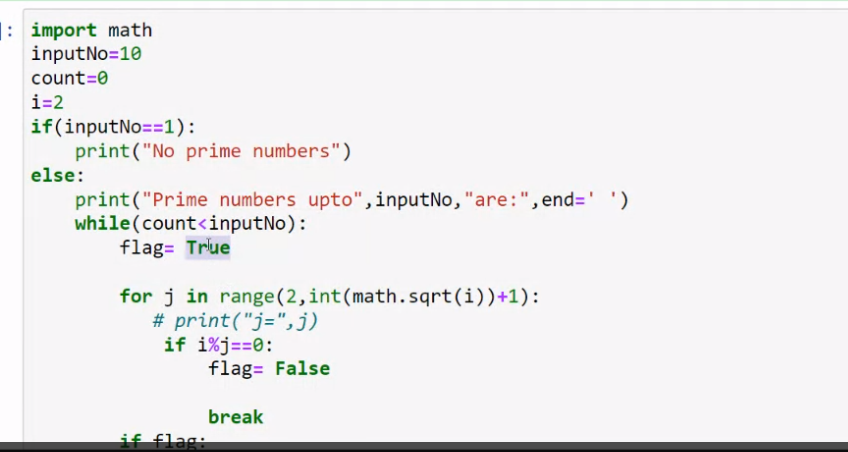 ]: import math
inputNo=10
count=0
i=2
if(inputNo==1):
    print("No prime numbers")
else:
    print("Prime numbers upto",inputNo,"are:",end=' ')
    while(count<inputNo):
        flag= True
        for j in range(2,int(math.sqrt(i))+1):
           # print("j=",j)
            if i%j==0:
                flag= False
                break
        if flag: